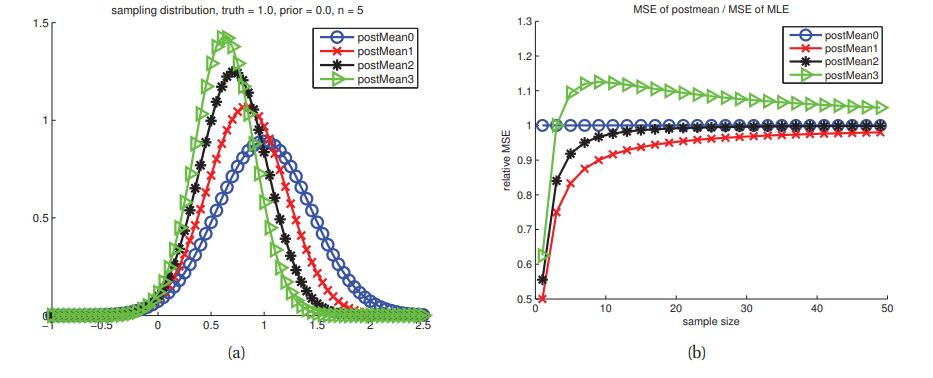 sampling distribution, truth = 1.0, prior = 0.0, n = 5
1.5
1
0.5
0
-1
-0.5
0
0.5
1
1.5
2
2.5
postMean0
postMean1
postMean2
postMean3
(a)
MSE of postmean / MSE of MLE
1.3
1.2
1.1
1
0.9
0.8
0.7
0.6
0.5
relative MSE
0
10
20
30
40
50
sample size
postMean0
postMean1
postMean2
postMean3
(b)